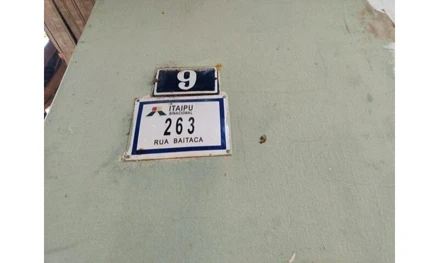 9
ITAIPU
BINACIONAL
263
RUA BAITACA